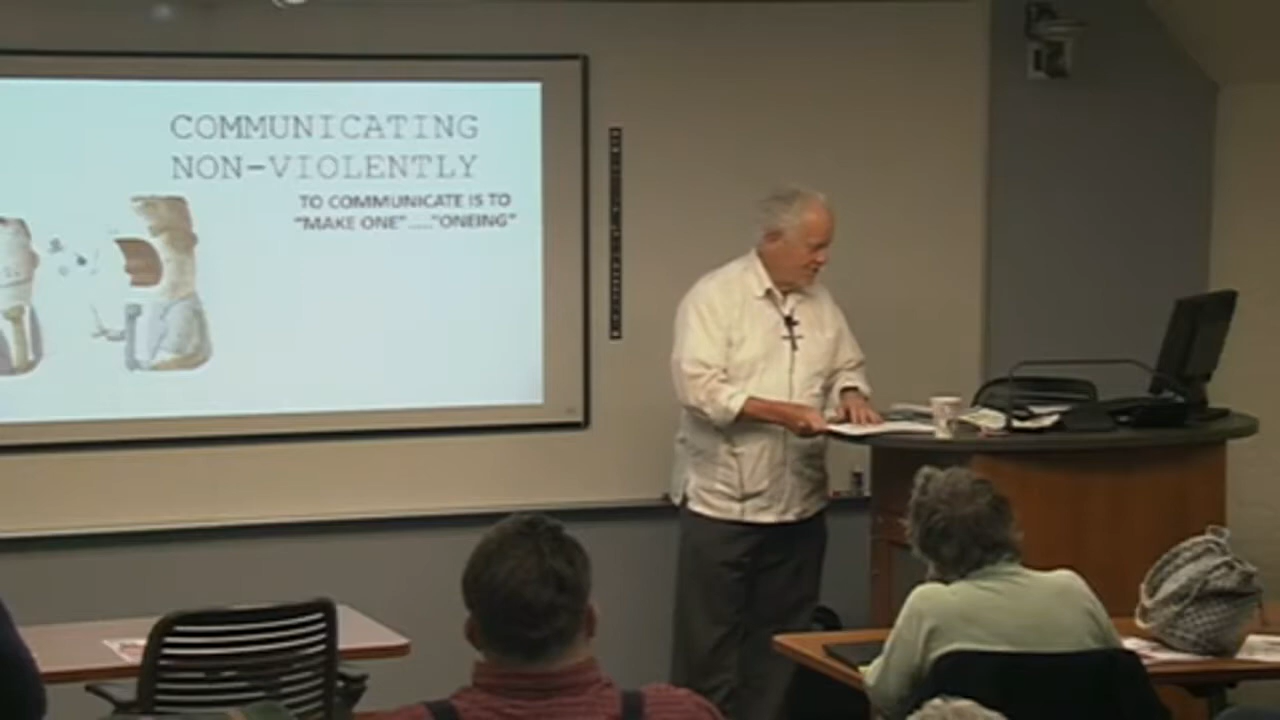 COMMUNICATING
NON-VIOLENTLY
TO COMMUNICATE IS TO
"MAKE ONE"....."ONEING"